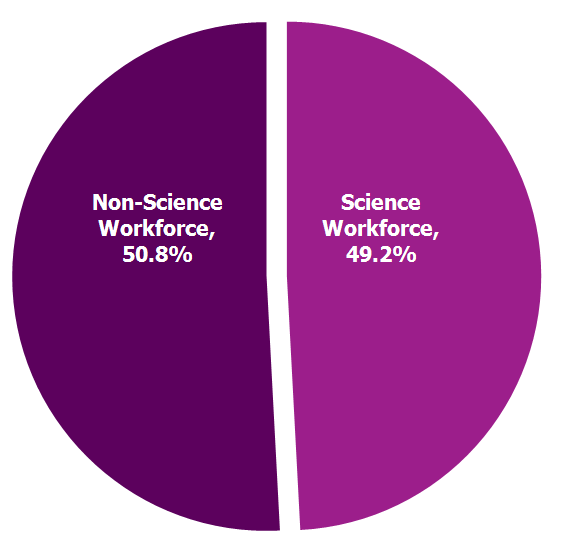 Non-Science
Workforce,
50.8%
Science
Workforce,
49.2%